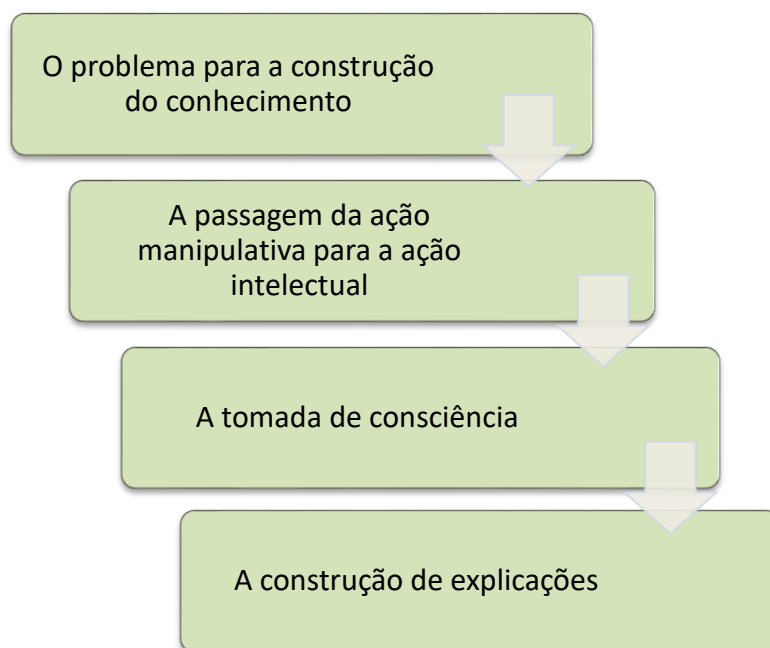 O problema para a construção
do conhecimento
A passagem da ação
manipulativa para a ação
intelectual
A tomada de consciência
A construção de explicações